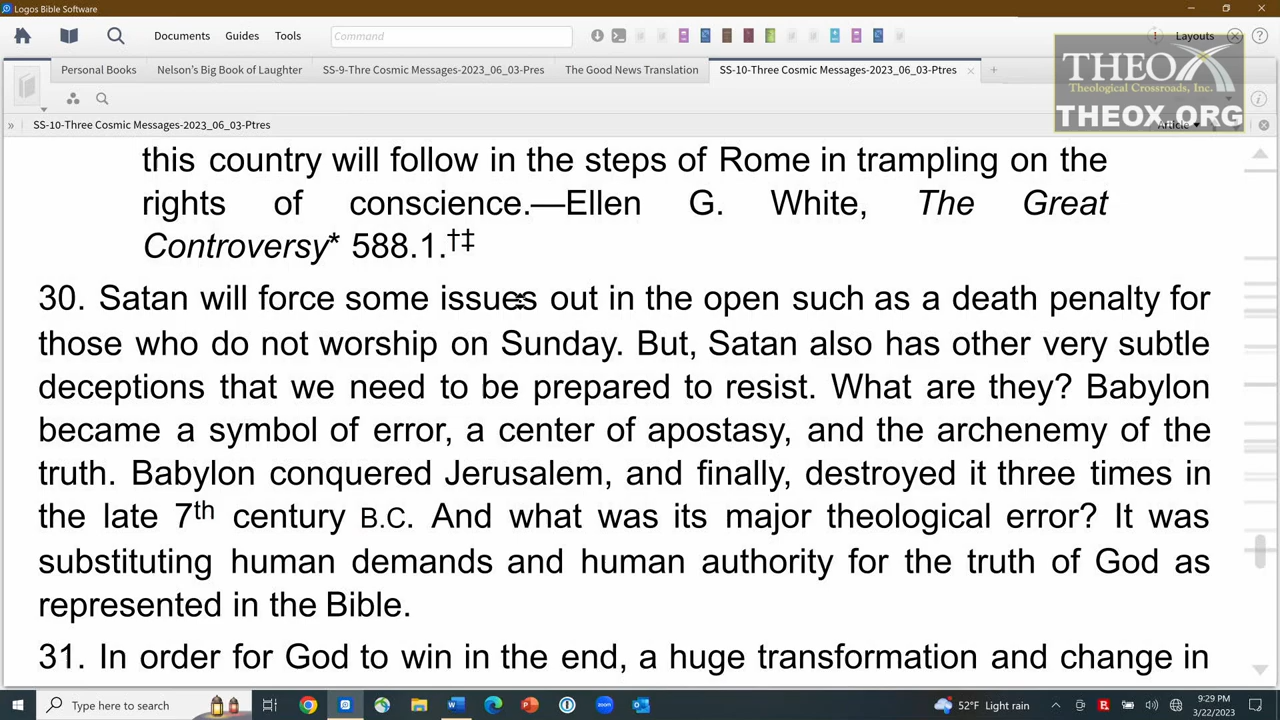 Logos Bible Software
Documents Guides Tools Command Layouts
Personal Books Nelson's Big Book of Laughter SS-9-Thre Cosmic Messages-2023_06_03-Pres The Good News Translation SS-10-Three Cosmic Messages-2023_06_03-Ptres
THEOX
Theological Crossroads, Inc.
THEOX.ORG
SS-10-Three Cosmic Messages-2023_06_03-Ptres Article
this country will follow in the steps of Rome in trampling on the
rights of conscience.—Ellen G. White, The Great
Controversy* 588.1.†‡
30. Satan will force some issues out in the open such as a death penalty for
those who do not worship on Sunday. But, Satan also has other very subtle
deceptions that we need to be prepared to resist. What are they? Babylon
became a symbol of error, a center of apostasy, and the archenemy of the
truth. Babylon conquered Jerusalem, and finally, destroyed it three times in
the late 7th century B.C. And what was its major theological error? It was
substituting human demands and human authority for the truth of God as
represented in the Bible.
31. In order for God to win in the end, a huge transformation and change in
Type here to search
52°F Light rain
9:29 PM
3/22/2023